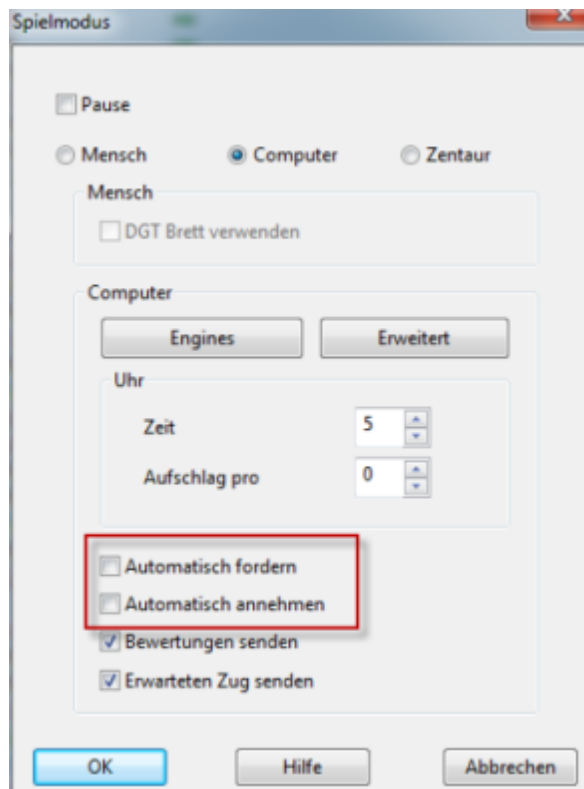 Spielmodus
Pause
Mensch Computer Zentaur
Mensch
DGT Brett verwenden
Computer
Engines Erweitert
Uhr
Zeit 5
Aufschlag pro 0
Automatisch fordern
Automatisch annehmen
Bewertungen senden
Erwarteten Zug senden
OK Hilfe Abbrechen